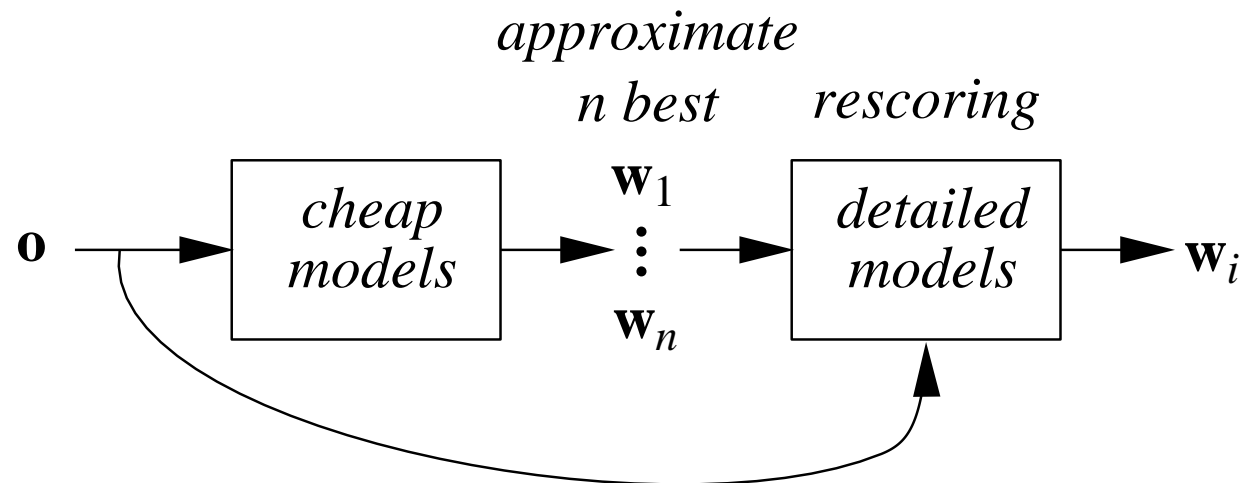 approximate
n best
rescoring
o
cheap
models
w1
⋮
wn
detailed
models
wi